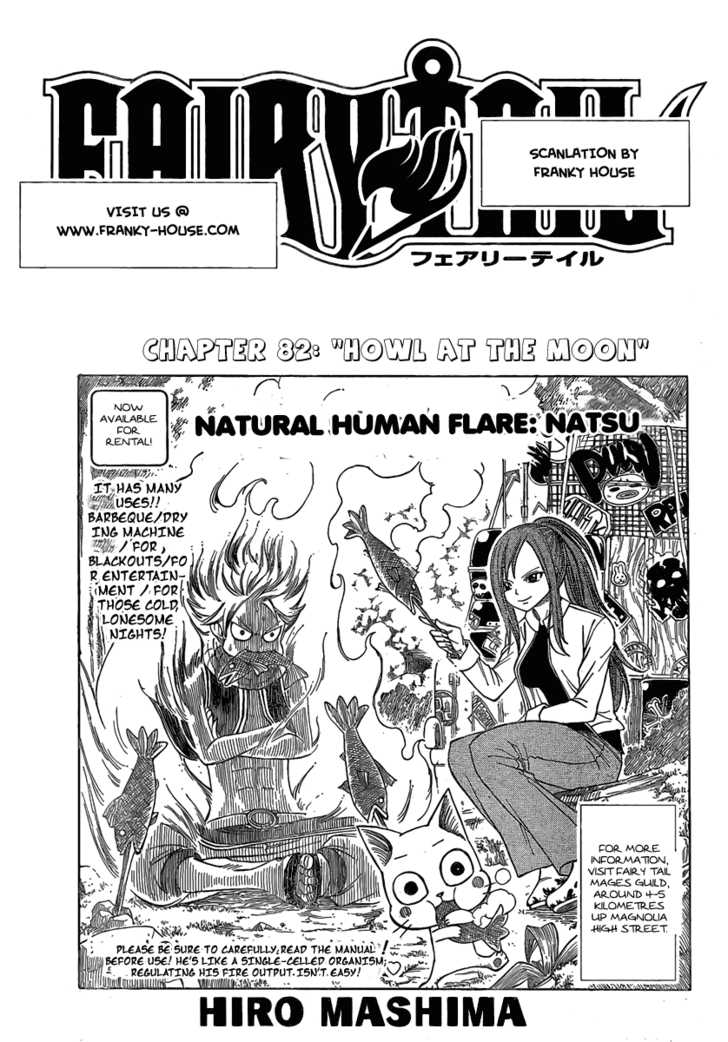 FAIRY TAIL
SCANLATION BY
FRANKY HOUSE
VISIT US @
WWW.FRANKY-HOUSE.COM
フェアリーテイル
CHAPTER 82: "HOWL AT THE MOON"
NOW
AVAILABLE
FOR
RENTAL!
NATURAL HUMAN FLARE: NATSU
IT HAS MANY
USES!!
BARBEQUE/DRY
ING MACHINE
/ FOR
BLACKOUTS/FO
R ENTERTAIN-
MENT / FOR
THOSE COLD,
LONESOME
NIGHTS!
FOR MORE
INFORMATION,
VISIT FAIRY TAIL
MAGES GUILD,
AROUND 4-5
KILOMETRES
UP MAGNOLIA
HIGH STREET.
PLEASE BE SURE TO CAREFULLY READ THE MANUAL
BEFORE USE! HE'S LIKE A SINGLE-CELLED ORGANISM;
REGULATING HIS FIRE OUTPUT ISN'T EASY!
HIRO MASHIMA